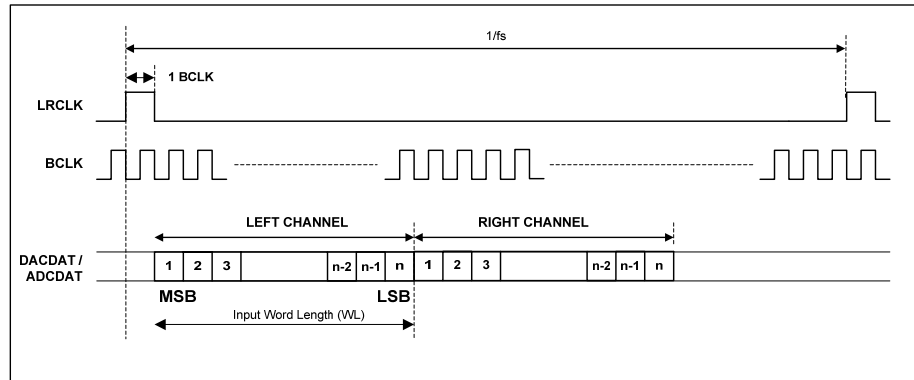 1/fs
1 BCLK
LRCLK
BCLK
LEFT CHANNEL
RIGHT CHANNEL
DACDAT /
ADCDAT
1 2 3 n-2 n-1 n 1 2 3 n-2 n-1 n
MSB LSB
Input Word Length (WL)